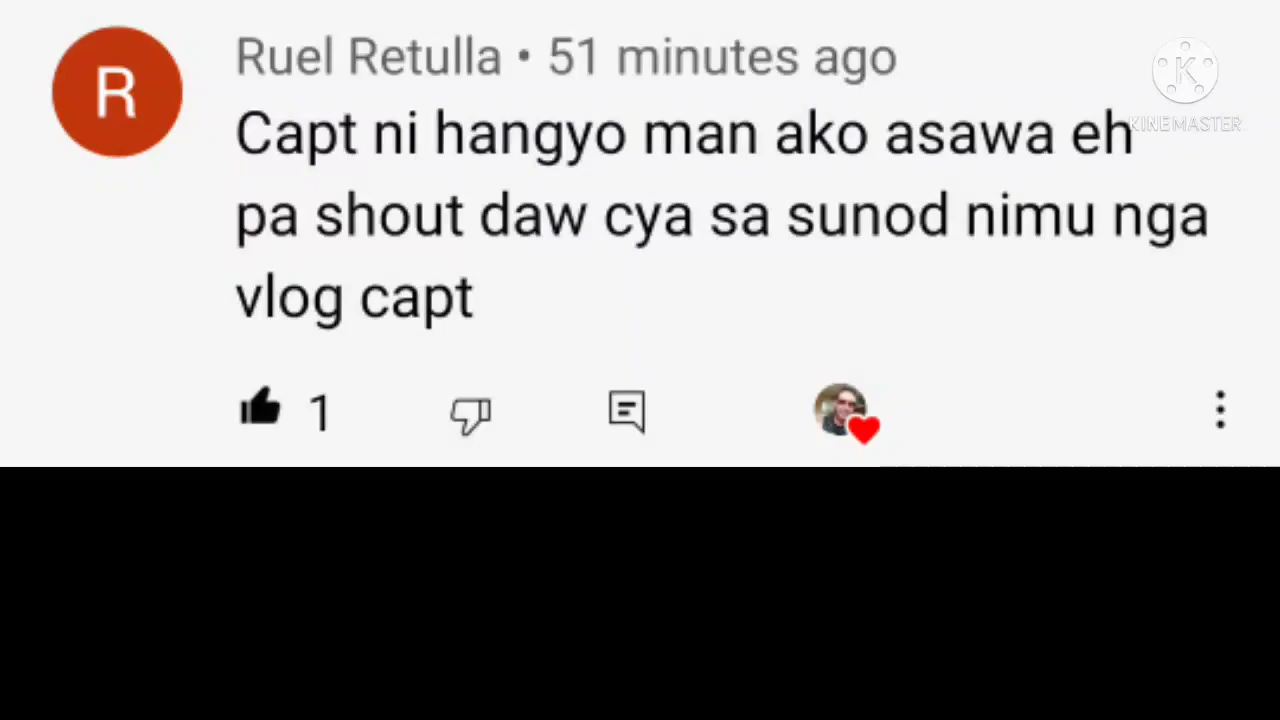 R
Ruel Retulla • 51 minutes ago
Capt ni hangyo man ako asawa eh
pa shout daw cya sa sunod nimu nga
vlog capt
1
K
KINEMASTER